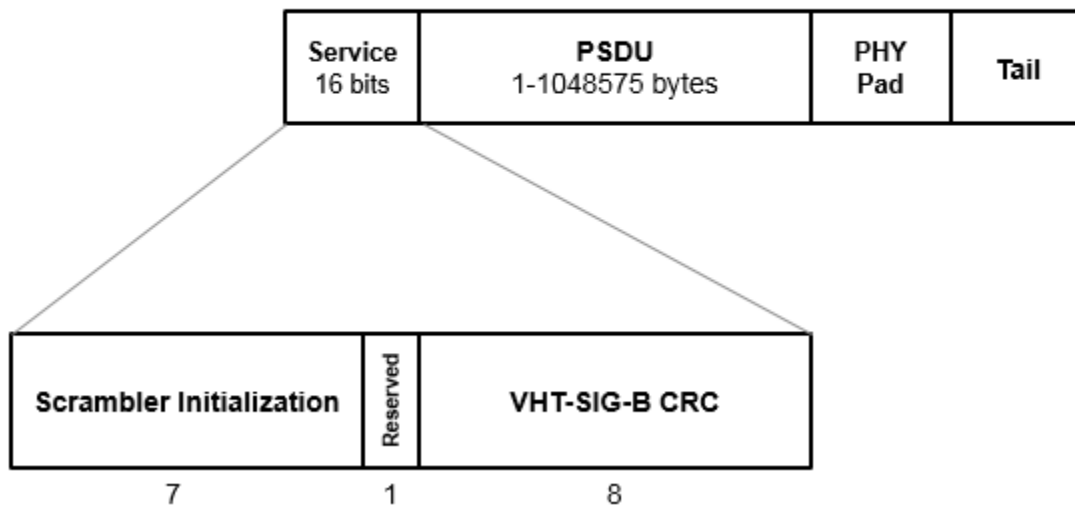 Service
16 bits
PSDU
1-1048575 bytes
PHY
Pad
Tail
Scrambler Initialization
Reserved
VHT-SIG-B CRC
7
1
8